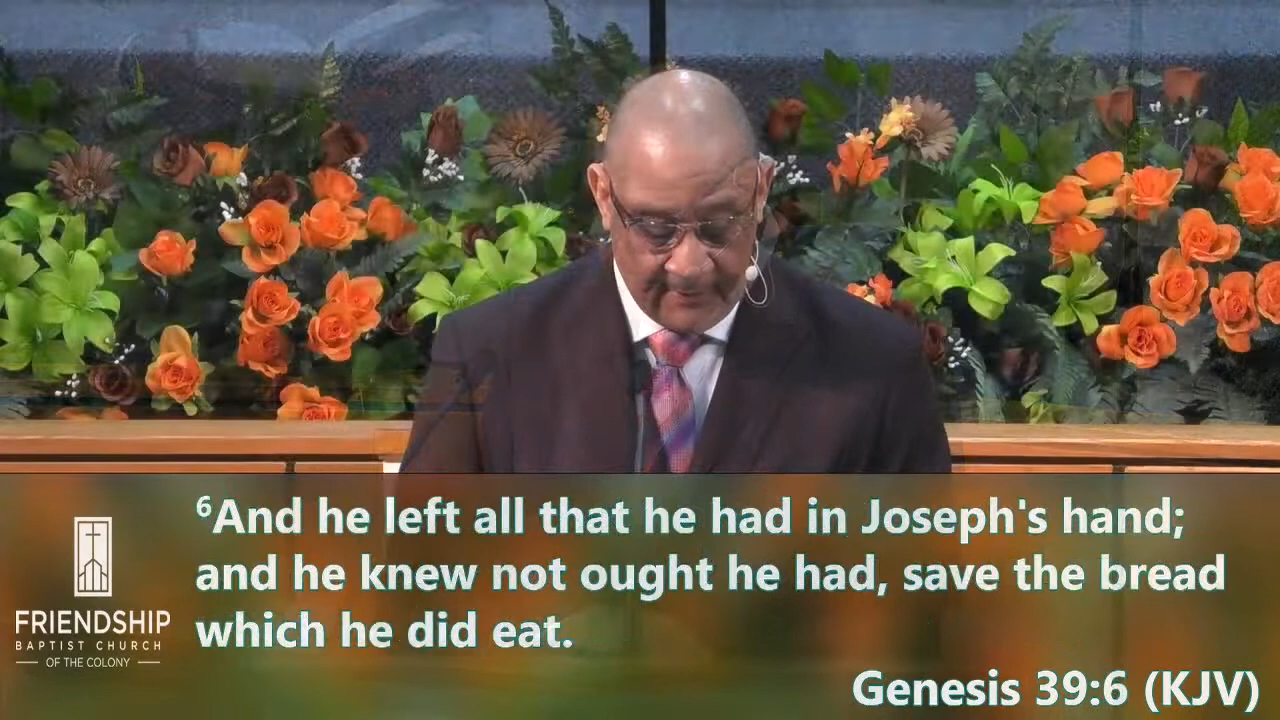 ⁶And he left all that he had in Joseph's hand;
and he knew not ought he had, save the bread
which he did eat.
Genesis 39:6 (KJV)
FRIENDSHIP
BAPTIST CHURCH
OF THE COLONY